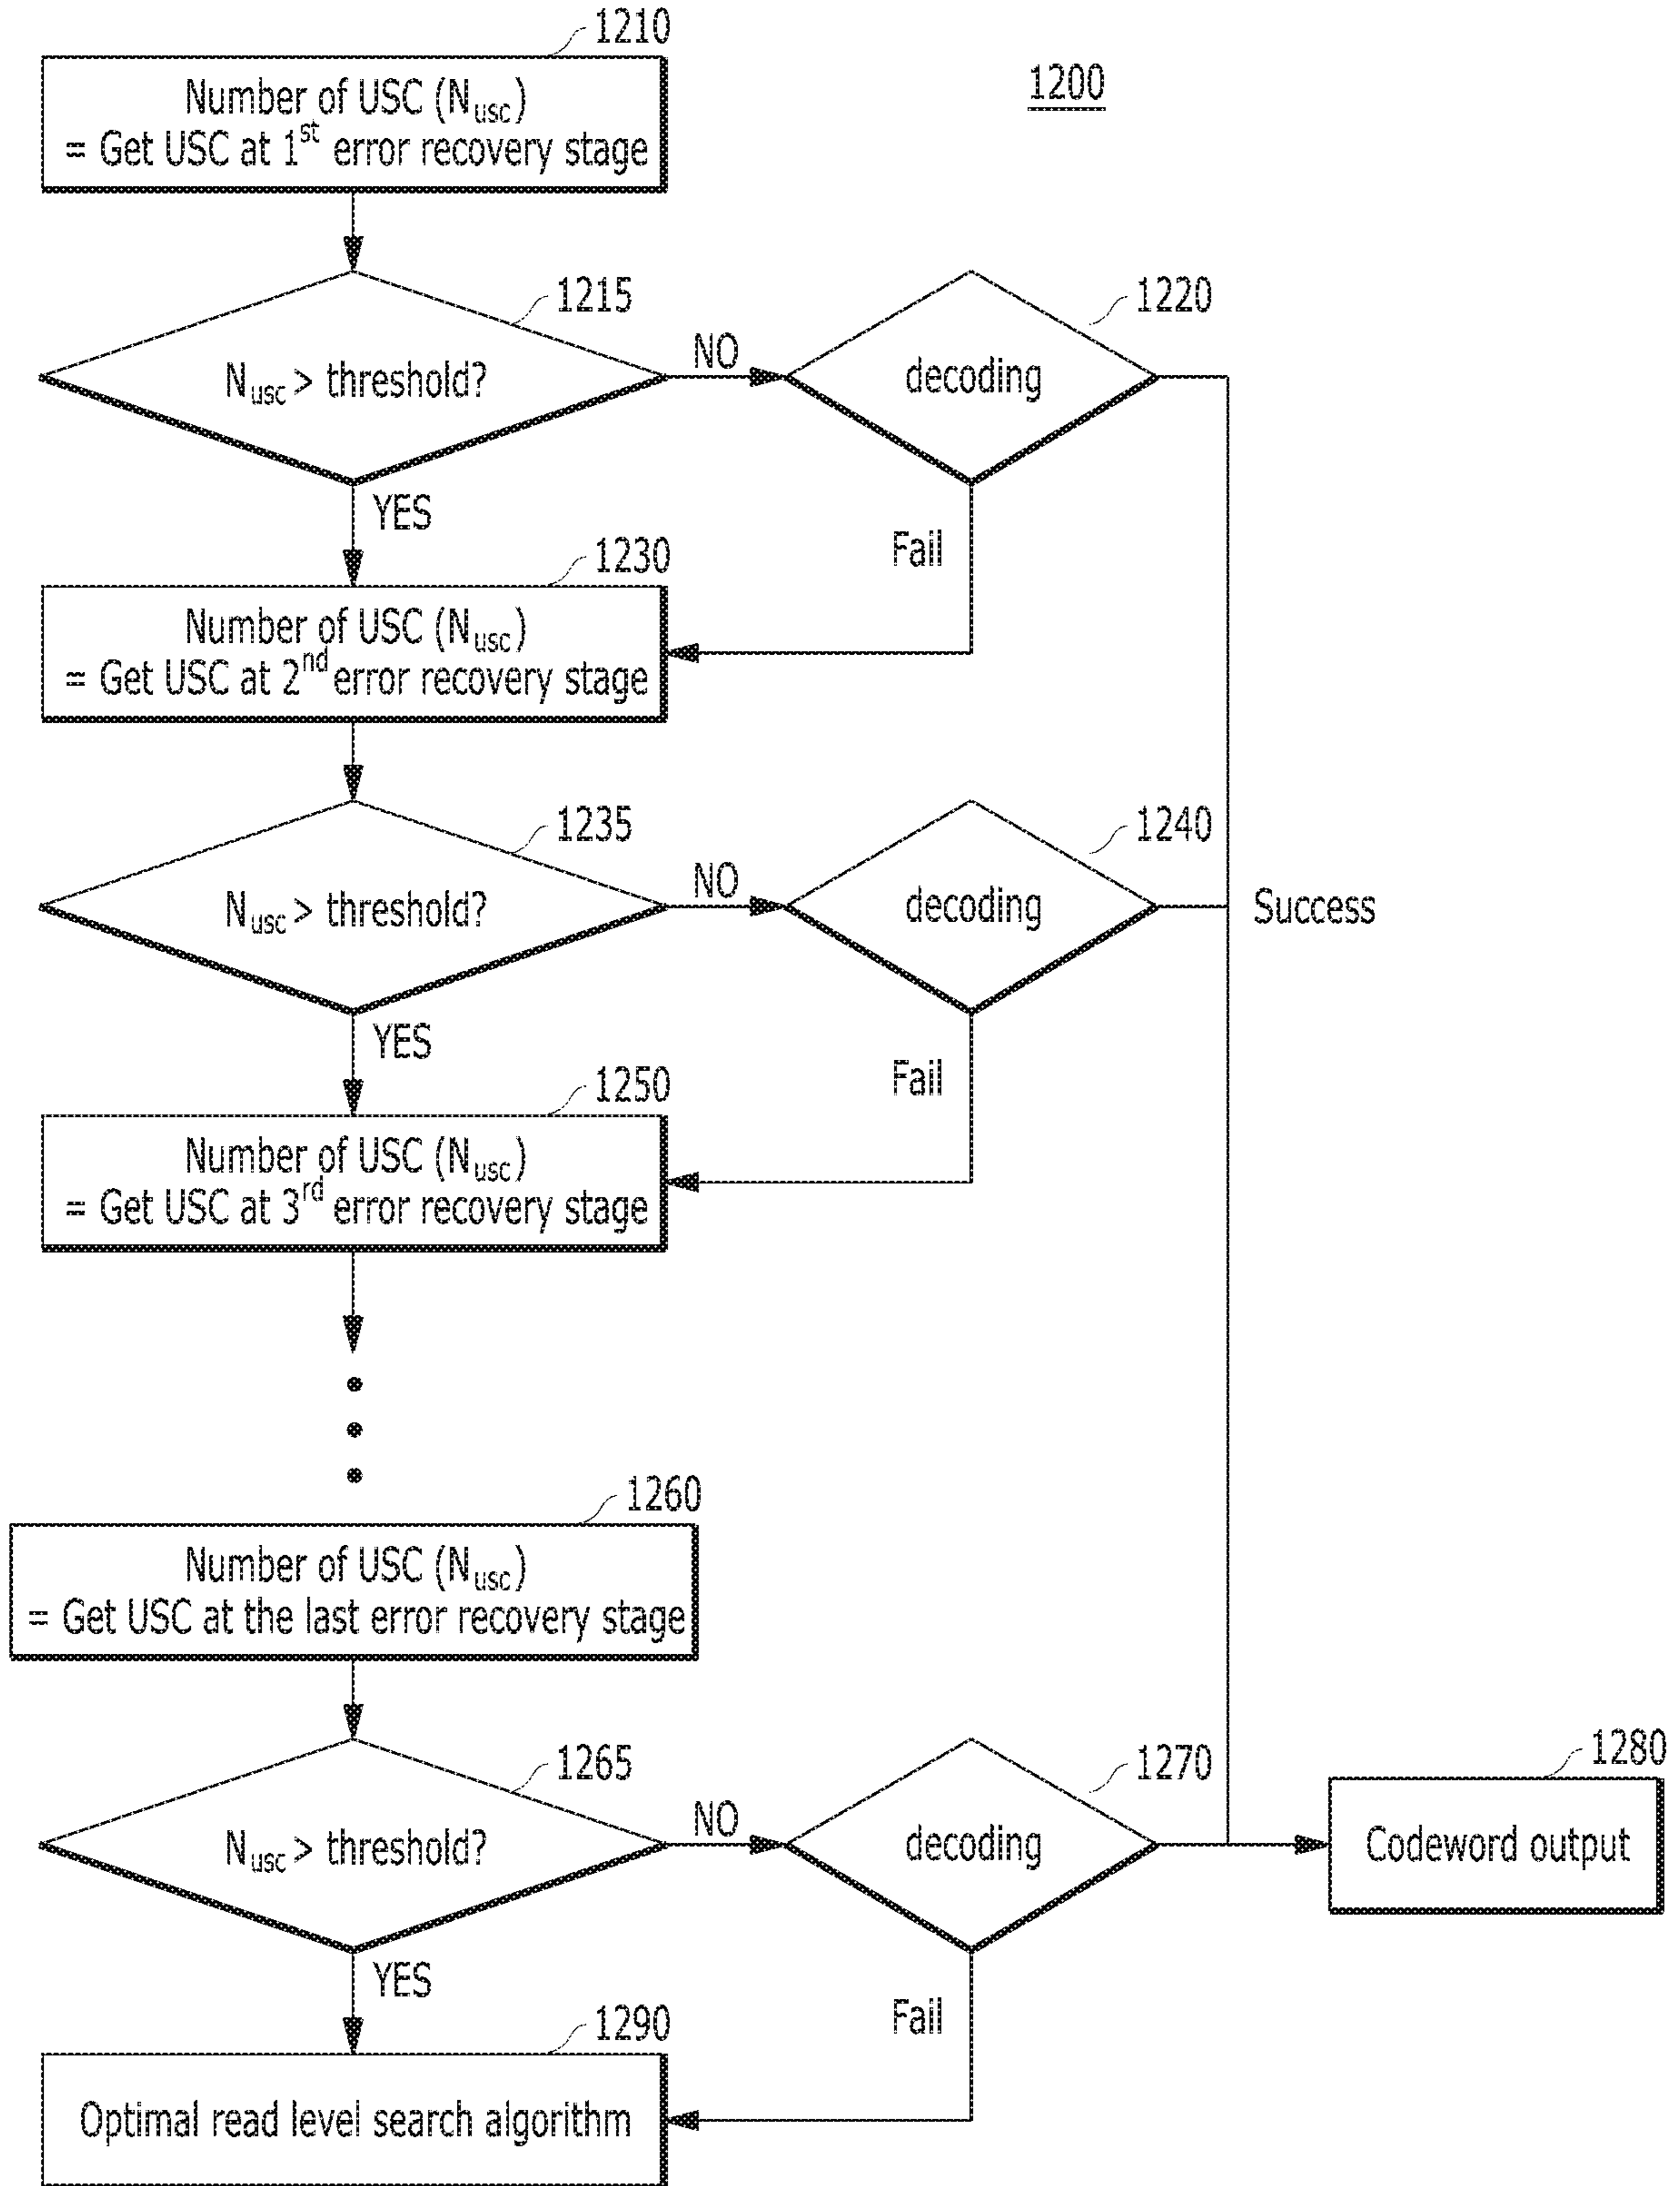 1210
1200
Number of USC (Nusc)
= Get USC at 1st error recovery stage
1215
1220
Nusc > threshold?
NO
decoding
YES
Fail
1230
Number of USC (Nusc)
= Get USC at 2nd error recovery stage
1235
1240
Nusc > threshold?
NO
decoding
Success
YES
Fail
1250
Number of USC (Nusc)
= Get USC at 3rd error recovery stage
1260
Number of USC (Nusc)
= Get USC at the last error recovery stage
1265
1270
1280
Nusc > threshold?
NO
decoding
Codeword output
YES
Fail
1290
Optimal read level search algorithm